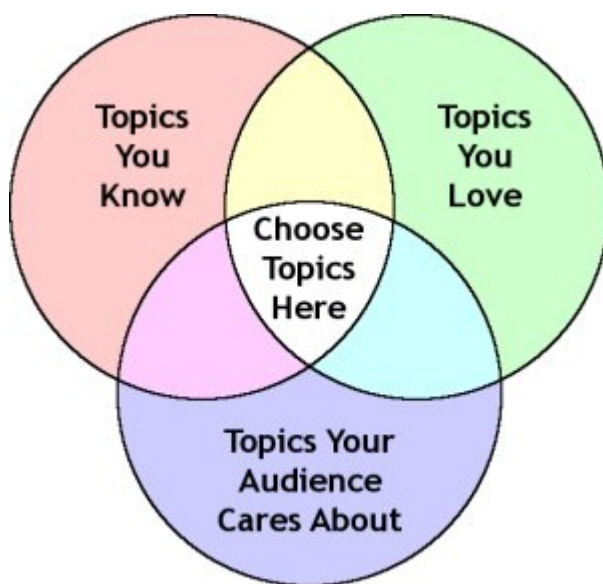 Topics
You
Know
Topics
You
Love
Choose
Topics
Here
Topics Your
Audience
Cares About